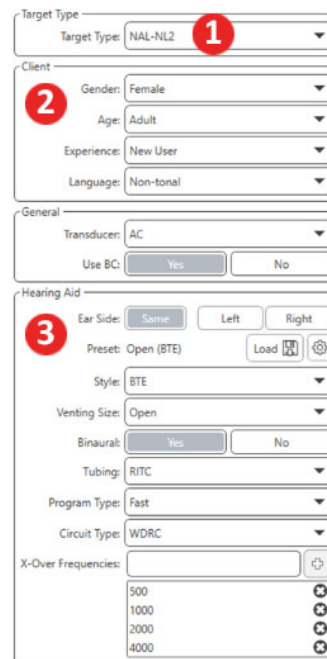 Target Type
Target Type: NAL-NL2
1
Client
2
Gender: Female
Age: Adult
Experience: New User
Language: Non-tonal
General
Transducer: AC
Use BC: Yes No
Hearing Aid
3
Ear Side: Same Left Right
Preset: Open (BTE) Load
Style: BTE
Venting Size: Open
Binaural: Yes No
Tubing: RITC
Program Type: Fast
Circuit Type: WDRC
X-Over Frequencies:
500
1000
2000
4000